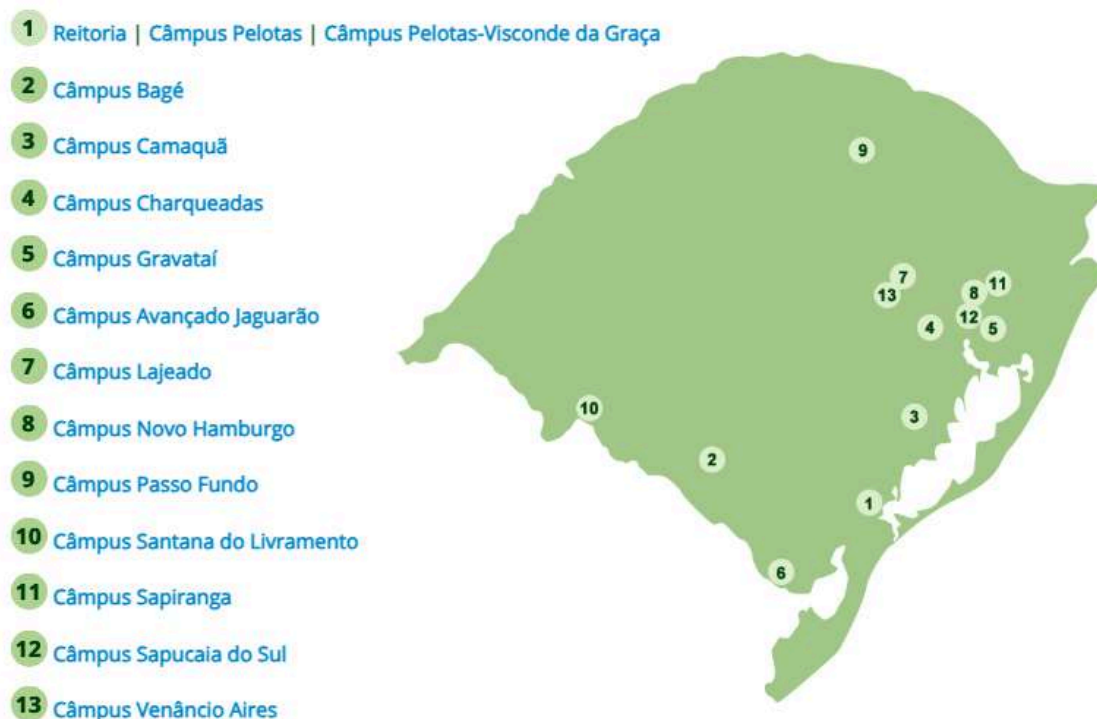 1 Reitoria | Câmpus Pelotas | Câmpus Pelotas-Visconde da Graça
2 Câmpus Bagé
3 Câmpus Camaquã
4 Câmpus Charqueadas
5 Câmpus Gravataí
6 Câmpus Avançado Jaguarão
7 Câmpus Lajeado
8 Câmpus Novo Hamburgo
9 Câmpus Passo Fundo
10 Câmpus Santana do Livramento
11 Câmpus Sapiranga
12 Câmpus Sapucaia do Sul
13 Câmpus Venâncio Aires
9
7
11
13
8
12
4
5
10
3
2
1
6